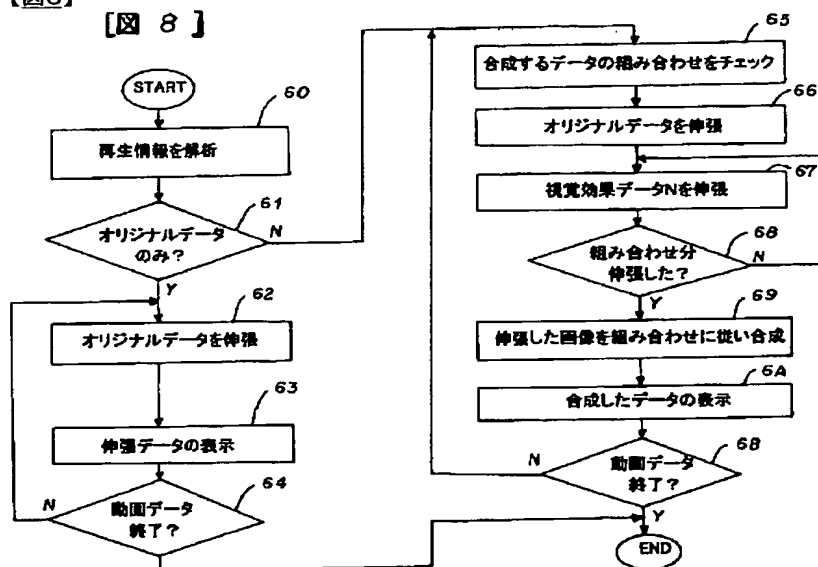 [図 8]
START
60
再生情報を解析
61
オリジナルデータ
のみ?
N
Y
62
オリジナルデータを伸張
63
伸張データの表示
64
動画データ
終了?
N
65
合成するデータの組み合わせをチェック
66
オリジナルデータを伸張
67
視覚効果データNを伸張
68
組み合わせ分
伸張した?
N
Y
69
伸張した画像を組み合わせに従い合成
6A
合成したデータの表示
6B
動画データ
終了?
N
Y
END